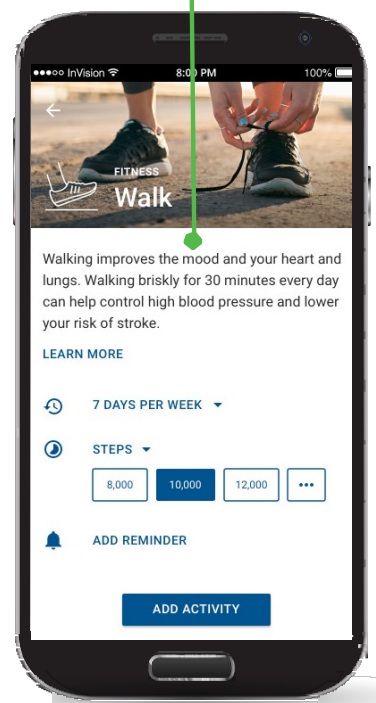 InVision 8:00 PM 100%
FITNESS
Walk
Walking improves the mood and your heart and
lungs. Walking briskly for 30 minutes every day
can help control high blood pressure and lower
your risk of stroke.
LEARN MORE
7 DAYS PER WEEK
STEPS
8,000 10,000 12,000 •••
ADD REMINDER
ADD ACTIVITY